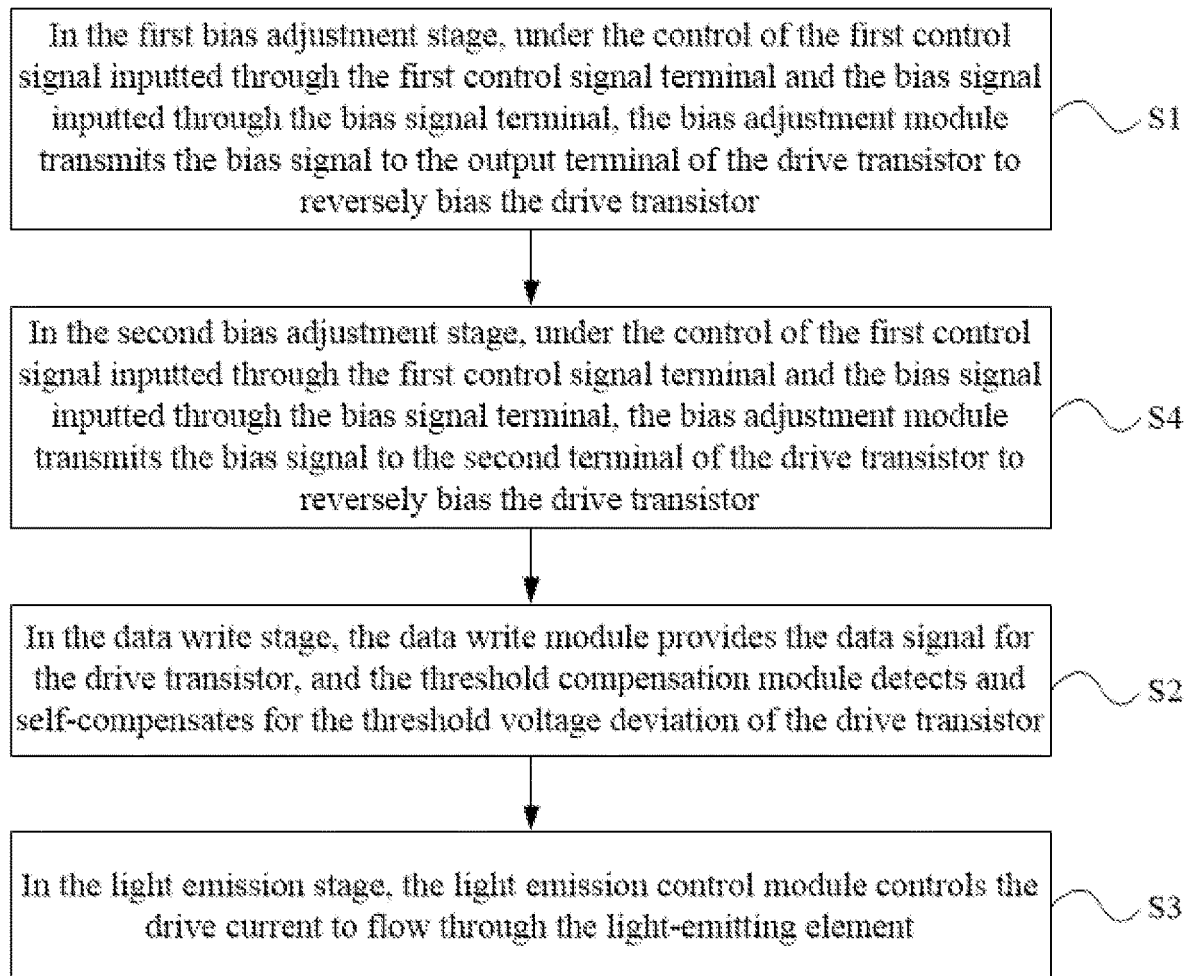 In the first bias adjustment stage, under the control of the first control
signal inputted through the first control signal terminal and the bias signal
inputted through the bias signal terminal, the bias adjustment module
transmits the bias signal to the output terminal of the drive transistor to
reversely bias the drive transistor
S1
In the second bias adjustment stage, under the control of the first control
signal inputted through the first control signal terminal and the bias signal
inputted through the bias signal terminal, the bias adjustment module
transmits the bias signal to the second terminal of the drive transistor to
reversely bias the drive transistor
S4
In the data write stage, the data write module provides the data signal for
the drive transistor, and the threshold compensation module detects and
self-compensates for the threshold voltage deviation of the drive transistor
S2
In the light emission stage, the light emission control module controls the
drive current to flow through the light-emitting element
S3